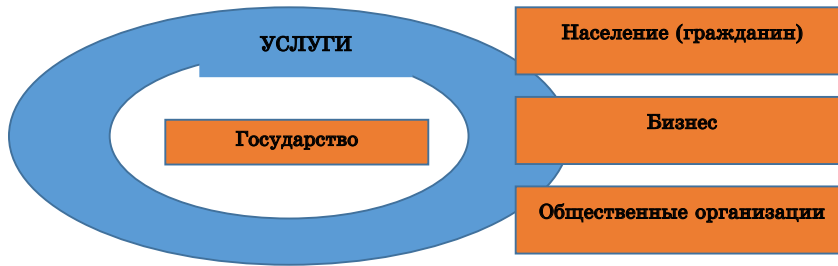 УСЛУГИ
Государство
Население (гражданин)
Бизнес
Общественные организации